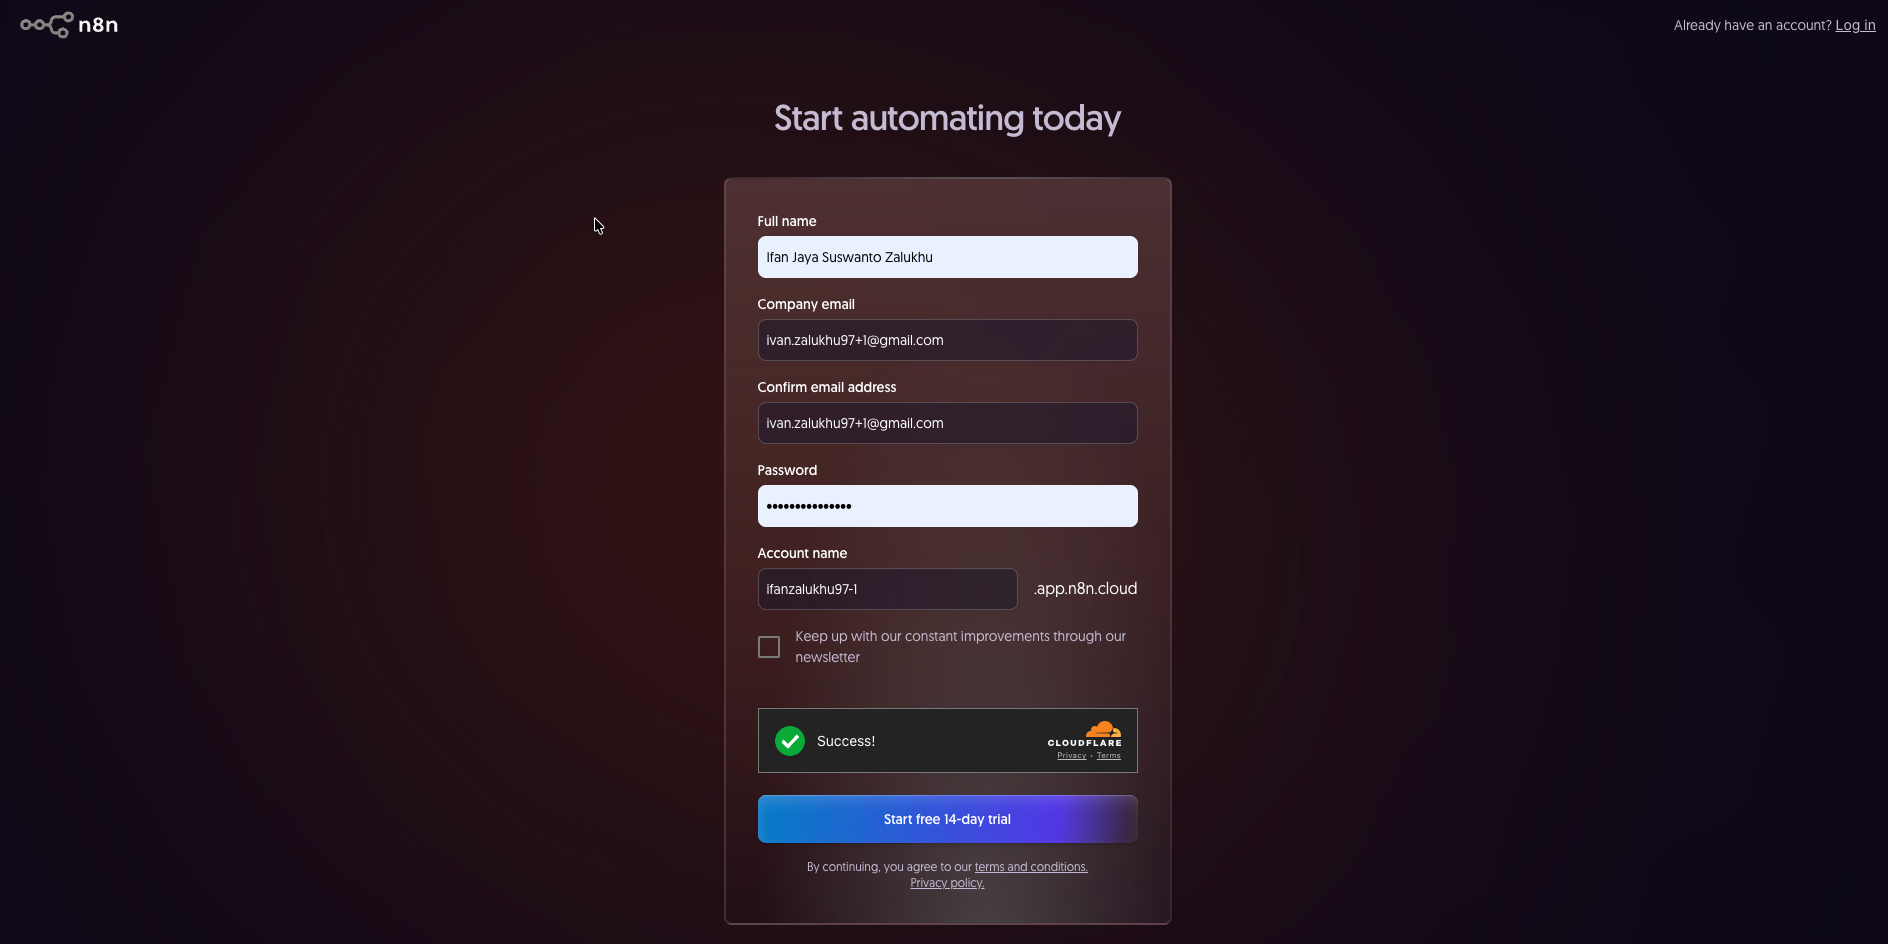 n8n
Already have an account? Log in
Start automating today
Full name
Ifan Jaya Suswanto Zalukhu
Company email
ivan.zalukhu97+1@gmail.com
Confirm email address
ivan.zalukhu97+1@gmail.com
Password
•••••••••••••••
Account name
ifanzalukhu97-1 .app.n8n.cloud
Keep up with our constant improvements through our
newsletter
Success!
CLOUDFLARE
Privacy • Terms
Start free 14-day trial
By continuing, you agree to our terms and conditions.
Privacy policy.